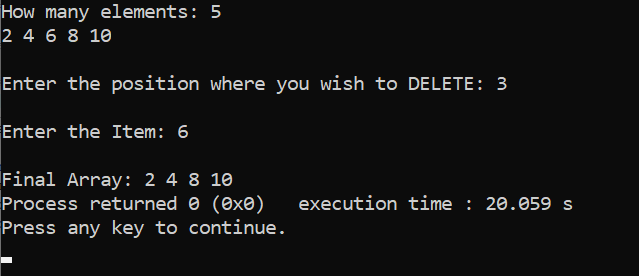 How many elements: 5
2 4 6 8 10
Enter the position where you wish to DELETE: 3
Enter the Item: 6
Final Array: 2 4 8 10
Process returned 0 (0x0)   execution time : 20.059 s
Press any key to continue.